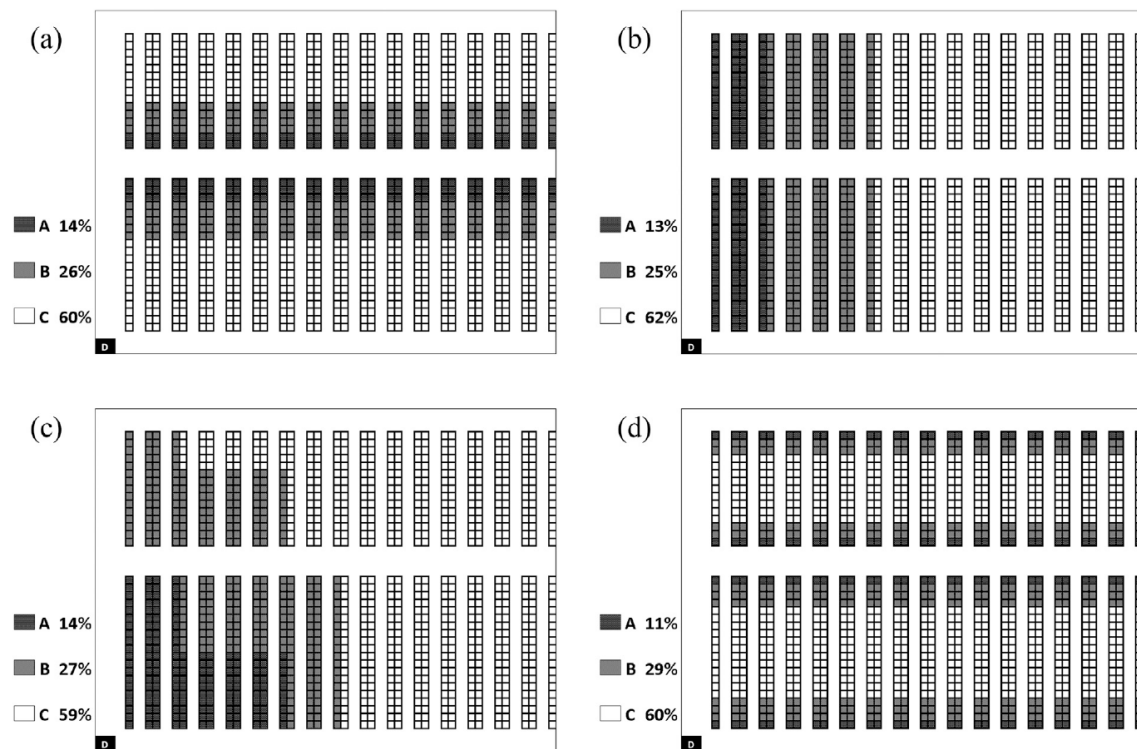 (a)
A 14%
B 26%
C 60%
D
(b)
A 13%
B 25%
C 62%
D
(c)
A 14%
B 27%
C 59%
D
(d)
A 11%
B 29%
C 60%
D